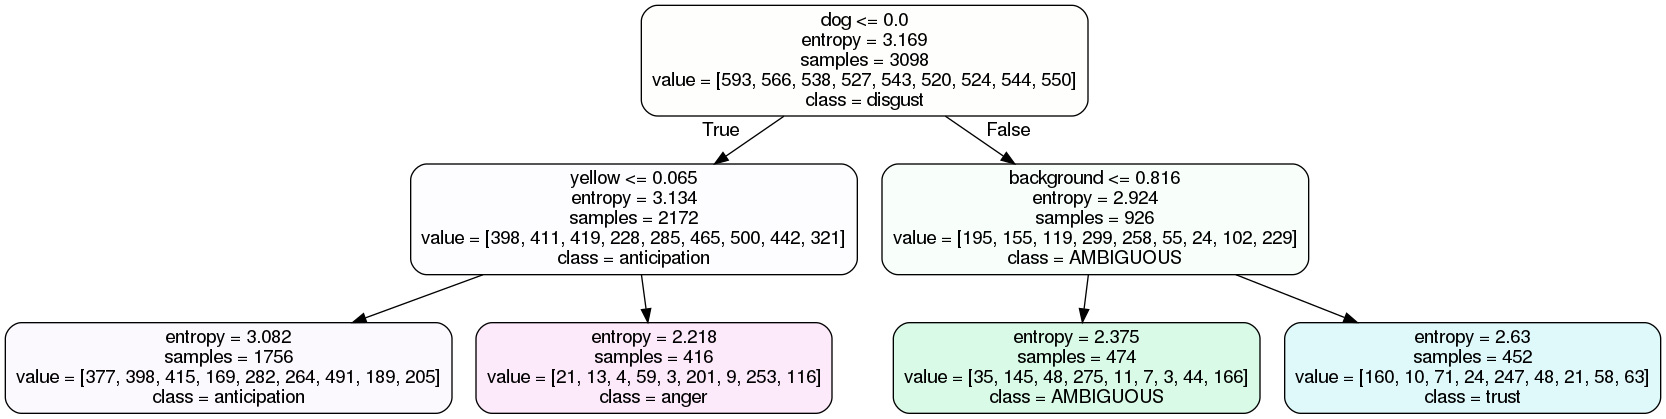 dog <= 0.0
entropy = 3.169
samples = 3098
value = [593, 566, 538, 527, 543, 520, 524, 544, 550]
class = disgust
True
False
yellow <= 0.065
entropy = 3.134
samples = 2172
value = [398, 411, 419, 228, 285, 465, 500, 442, 321]
class = anticipation
background <= 0.816
entropy = 2.924
samples = 926
value = [195, 155, 119, 299, 258, 55, 24, 102, 229]
class = AMBIGUOUS
entropy = 3.082
samples = 1756
value = [377, 398, 415, 169, 282, 264, 491, 189, 205]
class = anticipation
entropy = 2.218
samples = 416
value = [21, 13, 4, 59, 3, 201, 9, 253, 116]
class = anger
entropy = 2.375
samples = 474
value = [35, 145, 48, 275, 11, 7, 3, 44, 166]
class = AMBIGUOUS
entropy = 2.63
samples = 452
value = [160, 10, 71, 24, 247, 48, 21, 58, 63]
class = trust